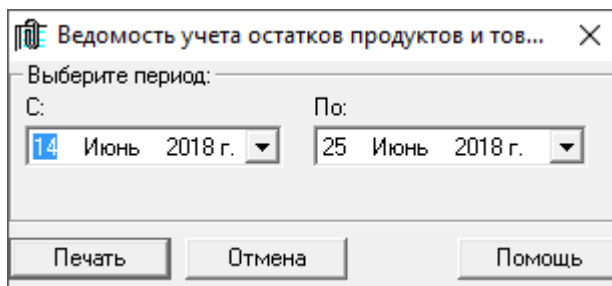 Ведомость учета остатков продуктов и тов...
Выберите период:
С: По:
14 Июнь 2018 г. 25 Июнь 2018 г.
Печать Отмена Помощь